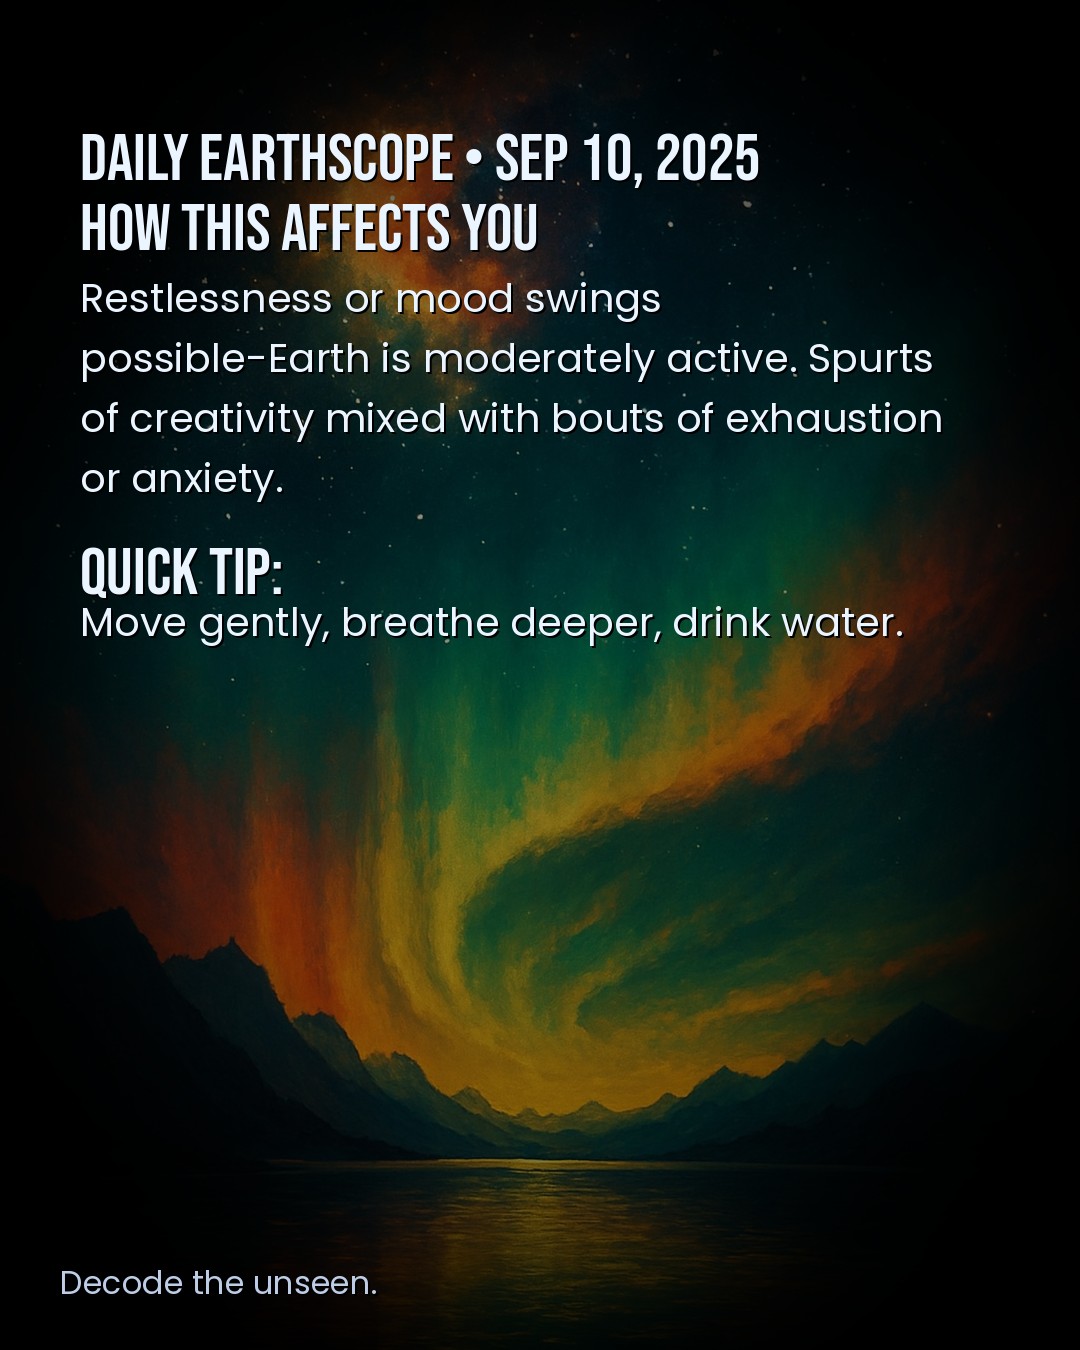 DAILY EARTHSCOPE • SEP 10, 2025
HOW THIS AFFECTS YOU
Restlessness or mood swings
possible-Earth is moderately active. Spurts
of creativity mixed with bouts of exhaustion
or anxiety.
QUICK TIP:
Move gently, breathe deeper, drink water.
Decode the unseen.